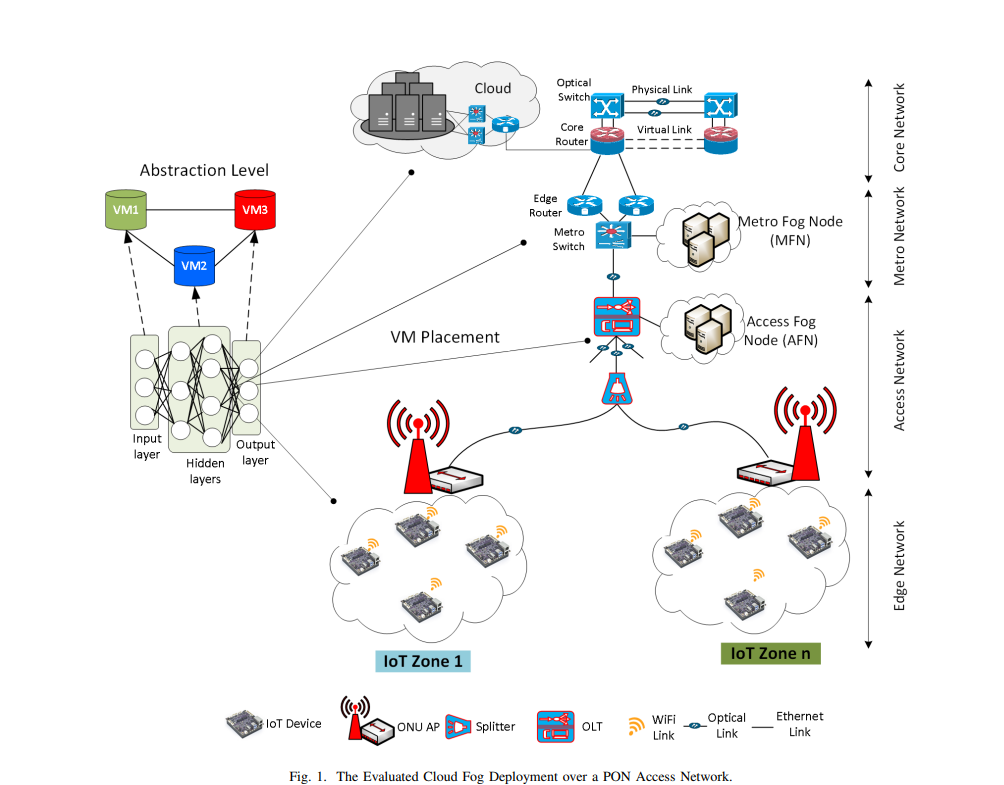 Cloud
Optical
Switch
Physical Link
Core
Router
Virtual Link
Core Network
Abstraction Level
VM1
VM3
VM2
Edge
Router
Metro
Switch
Metro Fog Node
(MFN)
Metro Network
VM Placement
Access Fog
Node (AFN)
Access Network
Input
layer
Hidden
layers
Output
layer
Edge Network
IoT Zone 1
IoT Zone n
IoT Device
ONU AP
Splitter
OLT
WiFi
Link
Optical
Link
Ethernet
Link
Fig. 1. The Evaluated Cloud Fog Deployment over a PON Access Network.